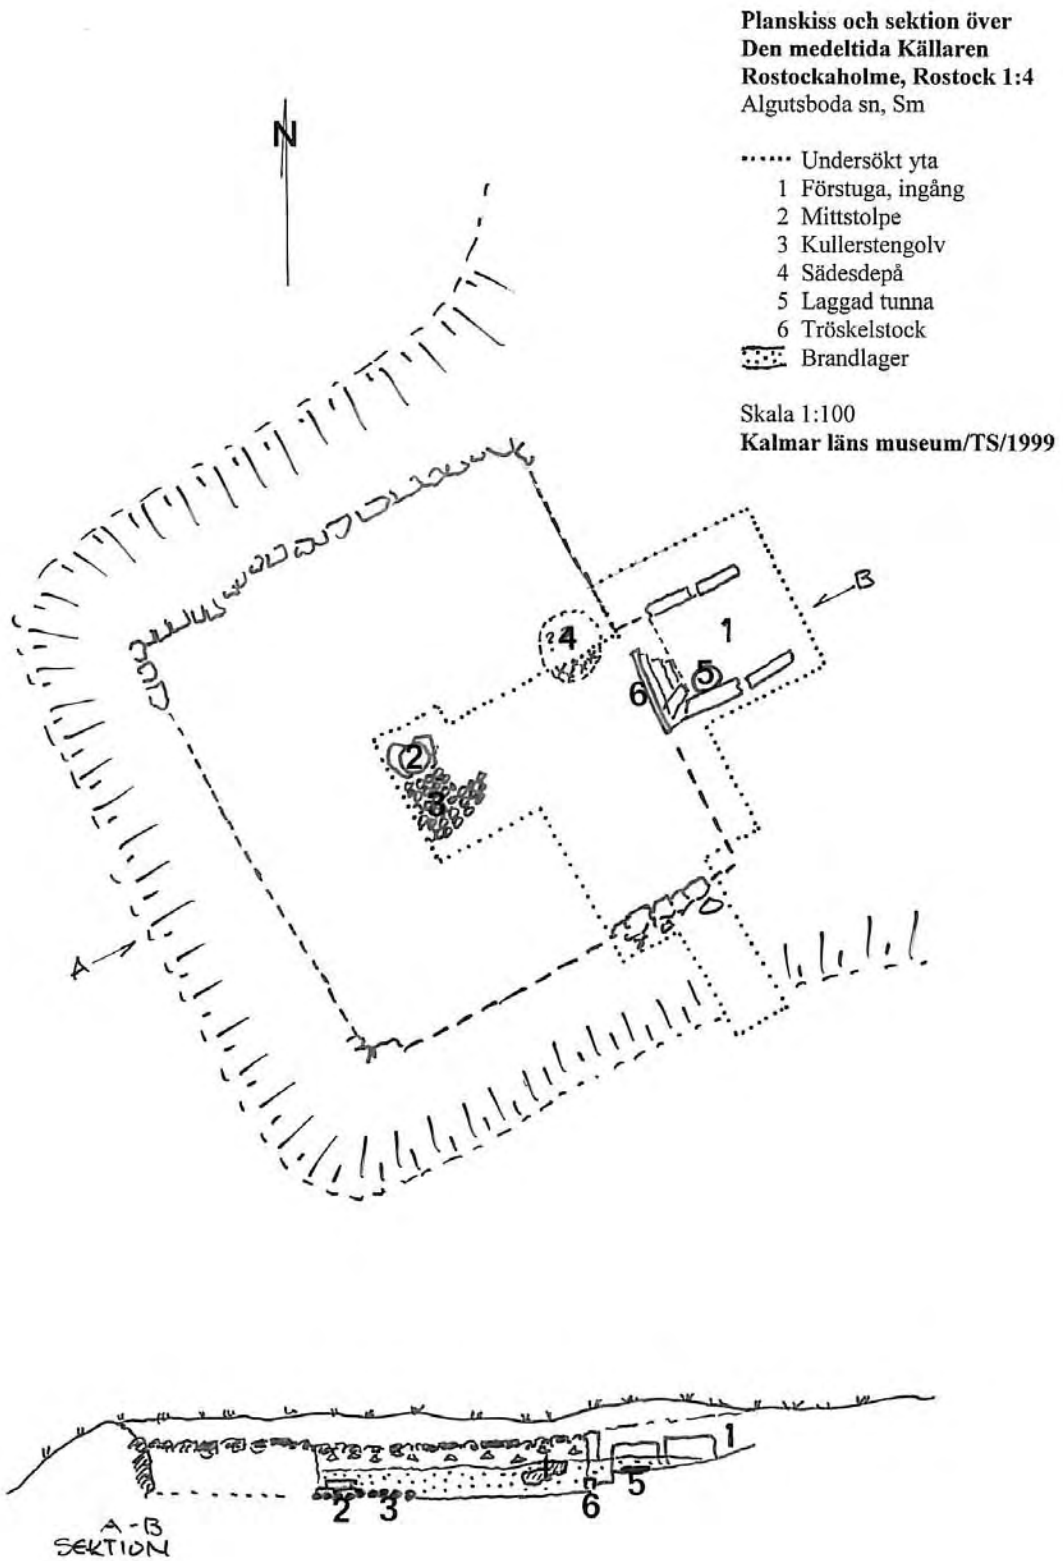 Planskiss och sektion över
Den medeltida Källaren
Rostockaholme, Rostock 1:4
Algutsboda sn, Sm
Undersökt yta
1 Förstuga, ingång
2 Mittstolpe
3 Kullerstengolv
4 Sädesdepå
5 Laggad tunna
6 Tröskelstock
Brandlager
Skala 1:100
Kalmar läns museum/TS/1999
N
B
4
1
5
6
2
3
A
1
2
3
6
5
A-B
SEKTION